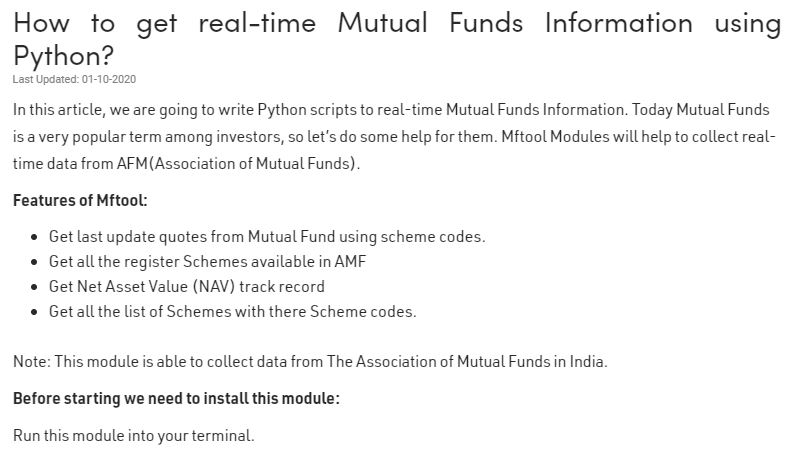 How to get real-time Mutual Funds Information using
Python?
Last Updated: 01-10-2020
In this article, we are going to write Python scripts to real-time Mutual Funds Information. Today Mutual Funds
is a very popular term among investors, so let's do some help for them. Mftool Modules will help to collect real-
time data from AFM(Association of Mutual Funds).
Features of Mftool:
• Get last update quotes from Mutual Fund using scheme codes.
• Get all the register Schemes available in AMF
• Get Net Asset Value (NAV) track record
• Get all the list of Schemes with there Scheme codes.
Note: This module is able to collect data from The Association of Mutual Funds in India.
Before starting we need to install this module:
Run this module into your terminal.